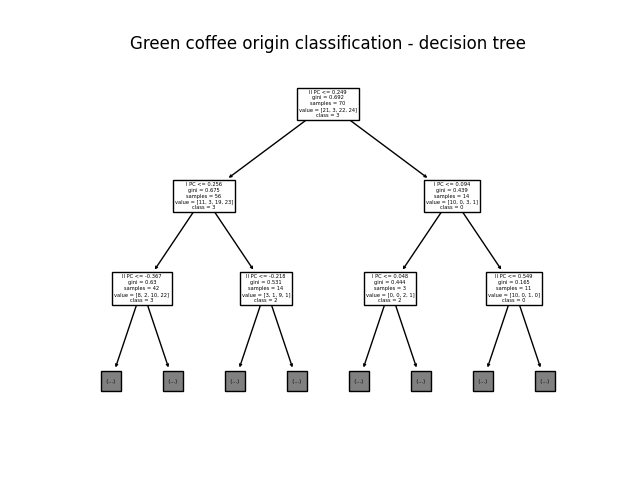 Green coffee origin classification - decision tree
II PC <= 0.249
gini = 0.692
samples = 70
value = [21, 3, 22, 24]
class = 3
I PC <= 0.256
gini = 0.675
samples = 56
value = [11, 3, 19, 23]
class = 3
I PC <= 0.094
gini = 0.439
samples = 14
value = [10, 0, 3, 1]
class = 0
II PC <= -0.367
gini = 0.63
samples = 42
value = [8, 2, 10, 22]
class = 3
II PC <= -0.218
gini = 0.531
samples = 14
value = [3, 1, 9, 1]
class = 2
I PC <= 0.048
gini = 0.444
samples = 3
value = [0, 0, 2, 1]
class = 2
II PC <= 0.549
gini = 0.165
samples = 11
value = [10, 0, 1, 0]
class = 0
(...)
(...)
(...)
(...)
(...)
(...)
(...)
(...)